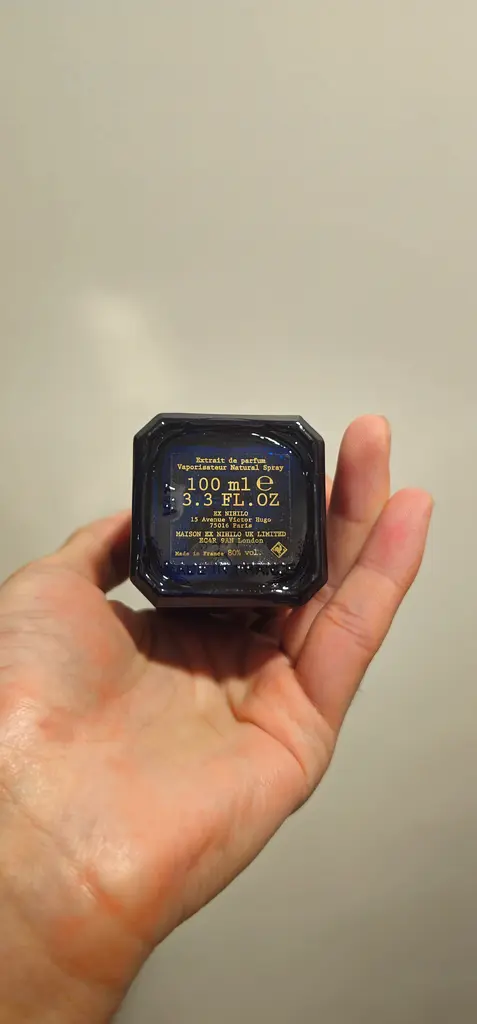 Extrait de parfum
Vaporisateur Natural Spray
100 ml ℮
3.3 FL.OZ
EX NIHILO
15 Avenue Victor Hugo
75016 Paris
MAISON EX NIHILO UK LIMITED
EC4R 9AN London
Made in France 80% vol.